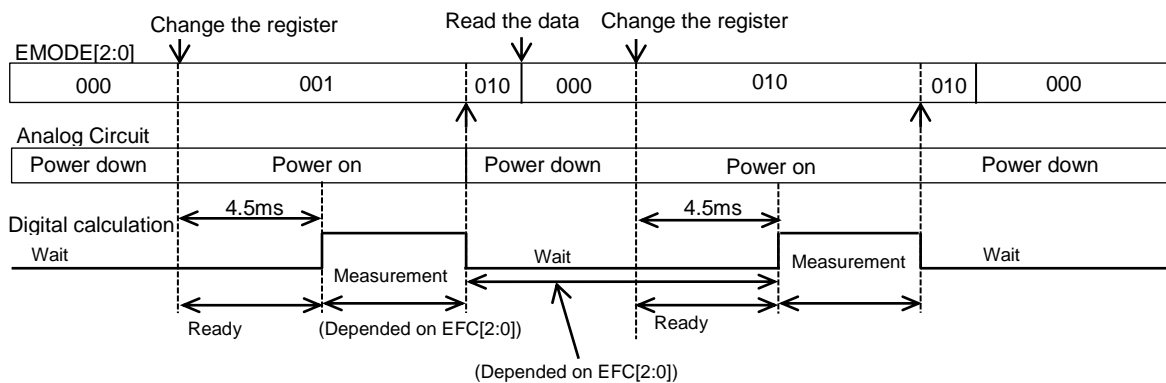 Change the register Read the data Change the register
EMODE[2:0]
000 001 010 000 010 010 000
Analog Circuit
Power down Power on Power down Power on Power down
4.5ms 4.5ms
Digital calculation
Wait Measurement Wait Measurement Wait
Ready (Depended on EFC[2:0]) Ready
(Depended on EFC[2:0])